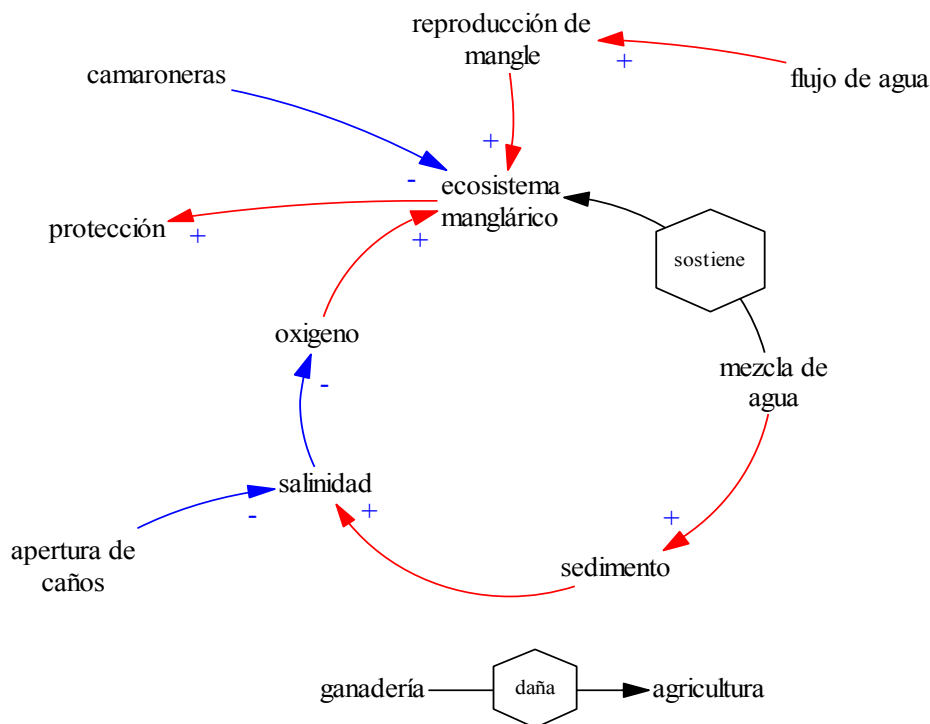 reproducción de
mangle
+
flujo de agua
camaroneras
+
-
ecosistema
manglárico
protección
+
+
sostiene
oxigeno
-
mezcla de
agua
salinidad
-
+
+
apertura de
caños
sedimento
ganadería
daña
agricultura